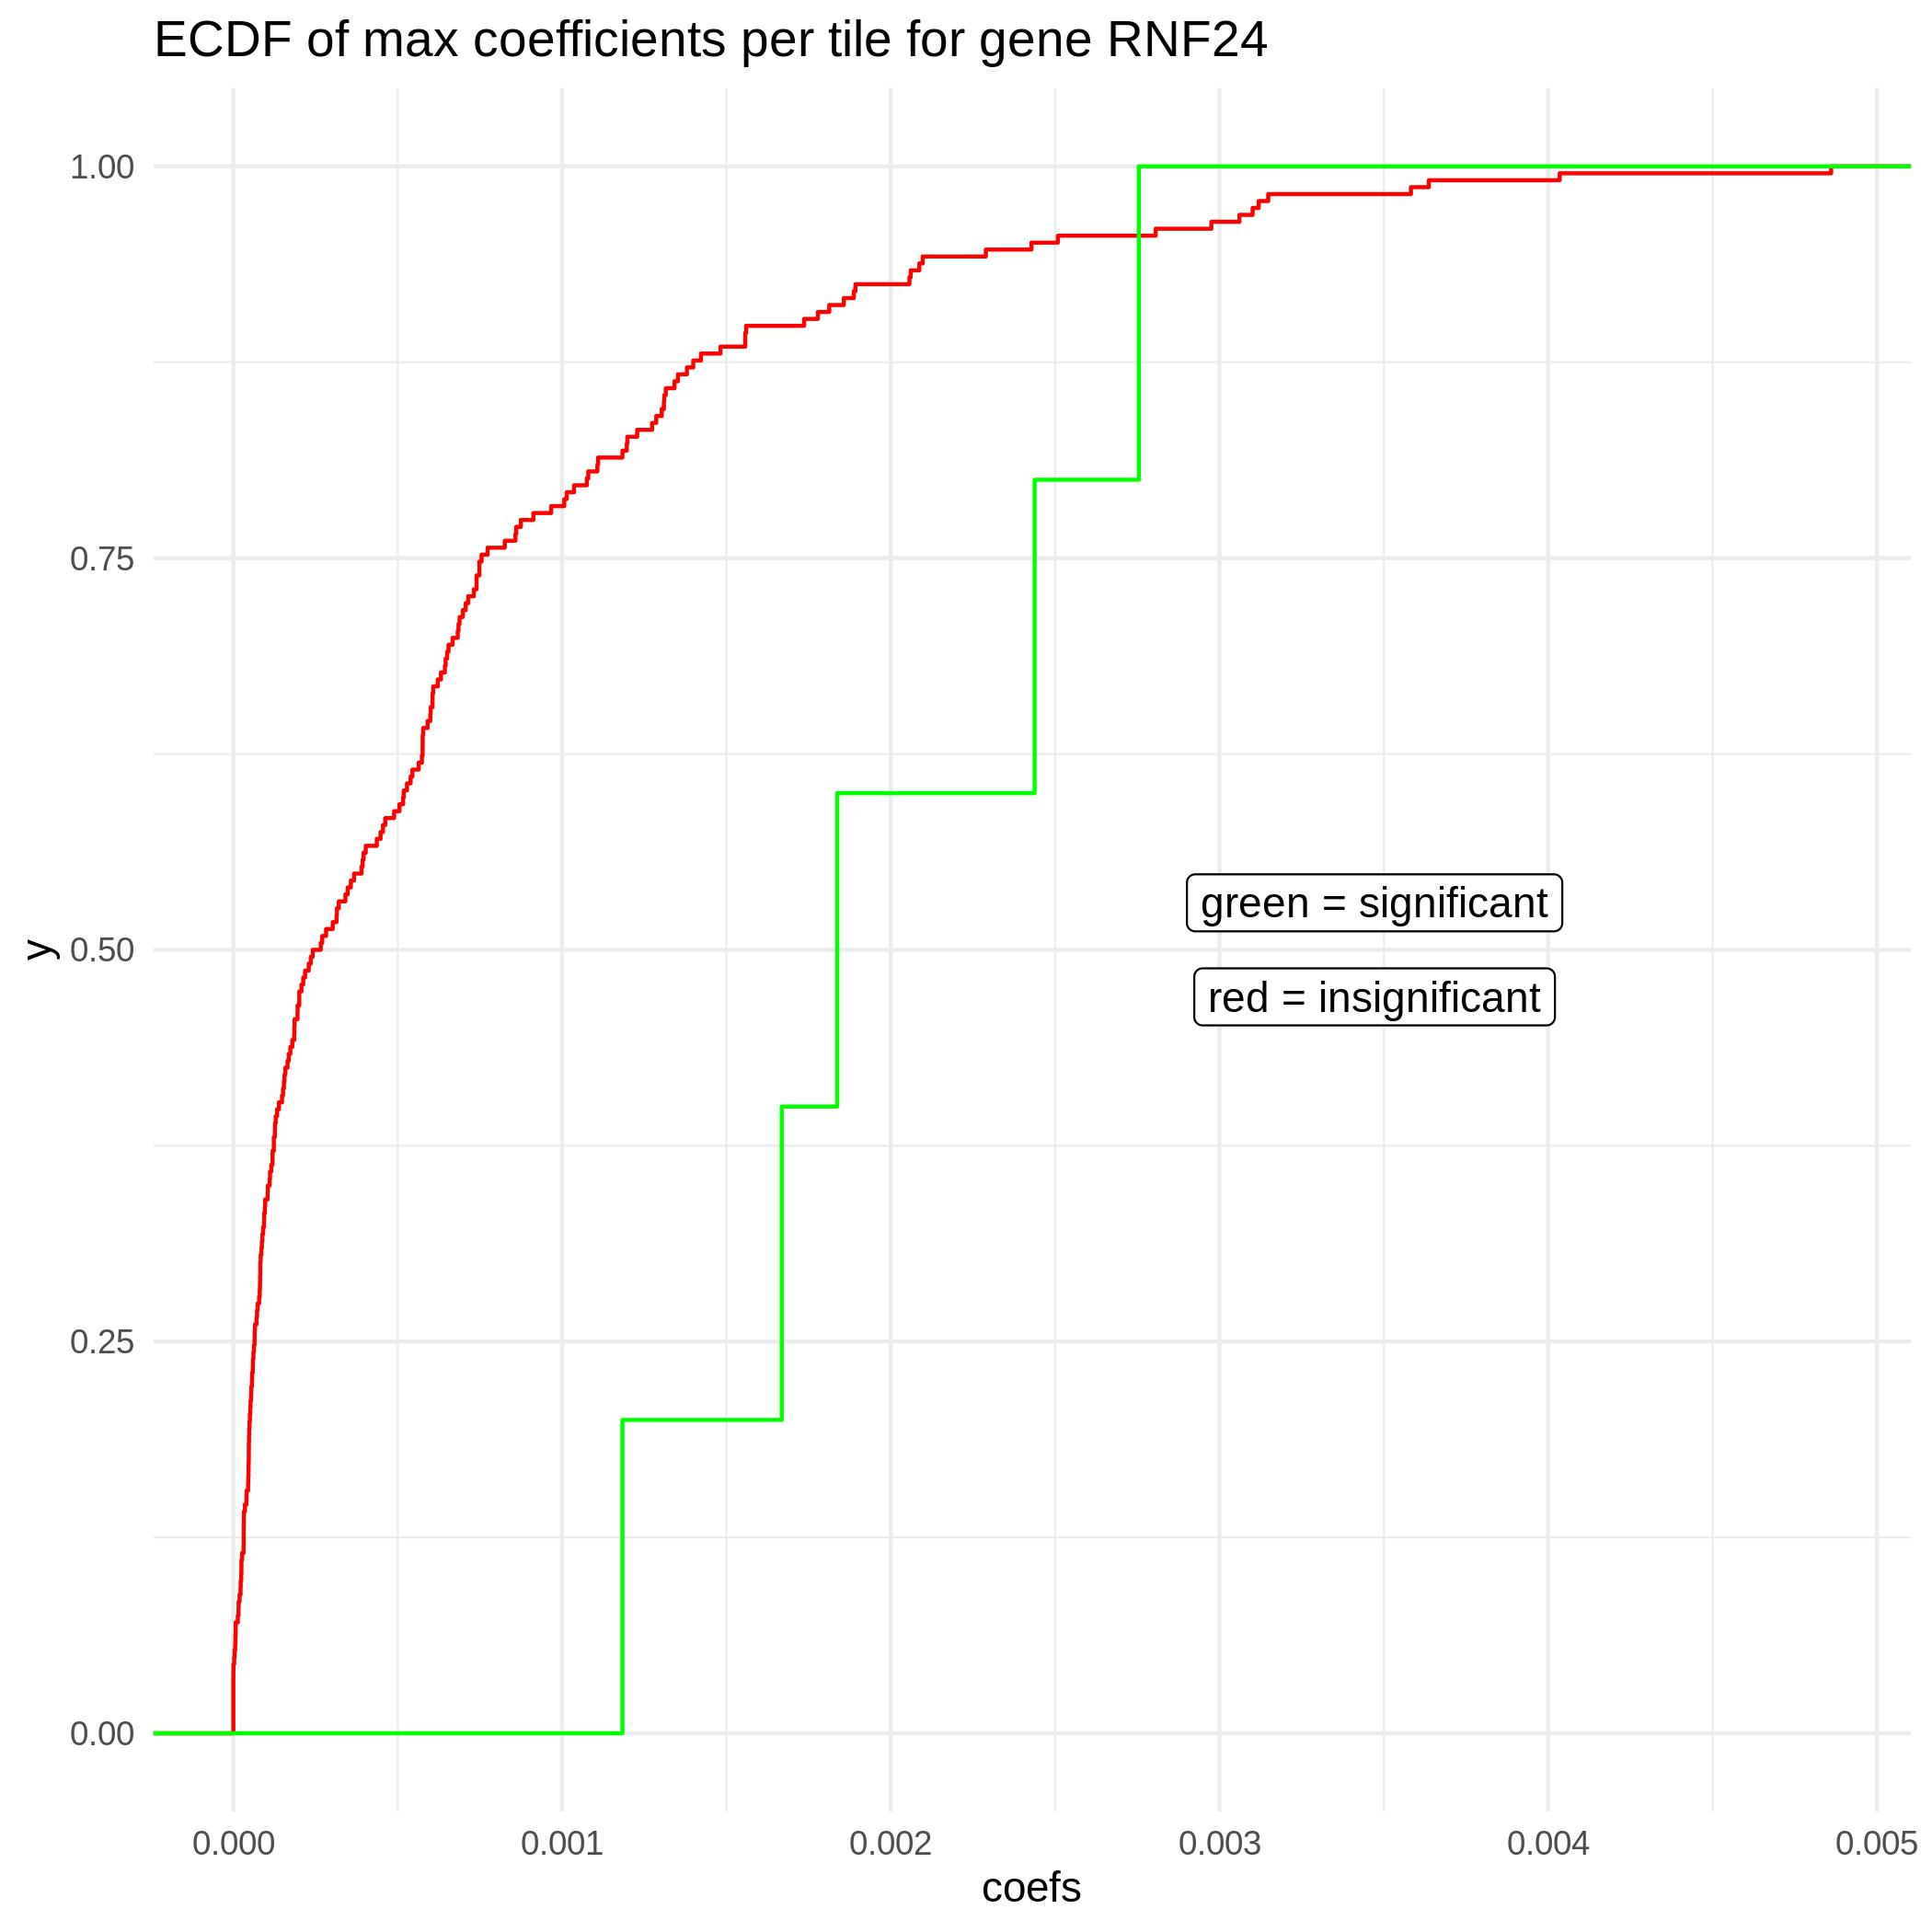 ECDF of max coefficients per tile for gene RNF24
1.00
0.75
0.50
0.25
0.00
y
green = significant
red = insignificant
0.000
0.001
0.002
0.003
0.004
0.005
coefs